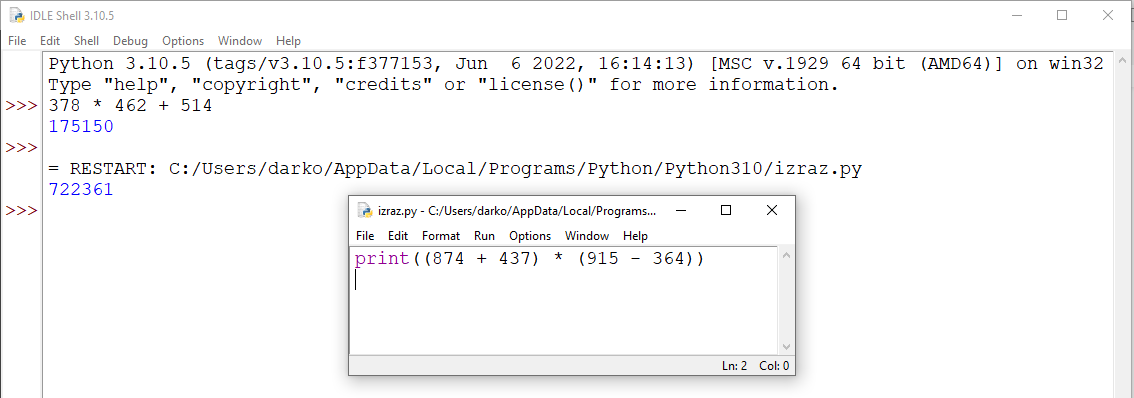 IDLE Shell 3.10.5
File Edit Shell Debug Options Window Help
Python 3.10.5 (tags/v3.10.5:f377153, Jun  6 2022, 16:14:13) [MSC v.1929 64 bit (AMD64)] on win32
Type "help", "copyright", "credits" or "license()" for more information.
>>> 378 * 462 + 514
175150
>>>
= RESTART: C:/Users/darko/AppData/Local/Programs/Python/Python310/izraz.py
722361
>>>
izraz.py - C:/Users/darko/AppData/Local/Programs...
File Edit Format Run Options Window Help
print((874 + 437) * (915 - 364))
Ln: 2 Col: 0